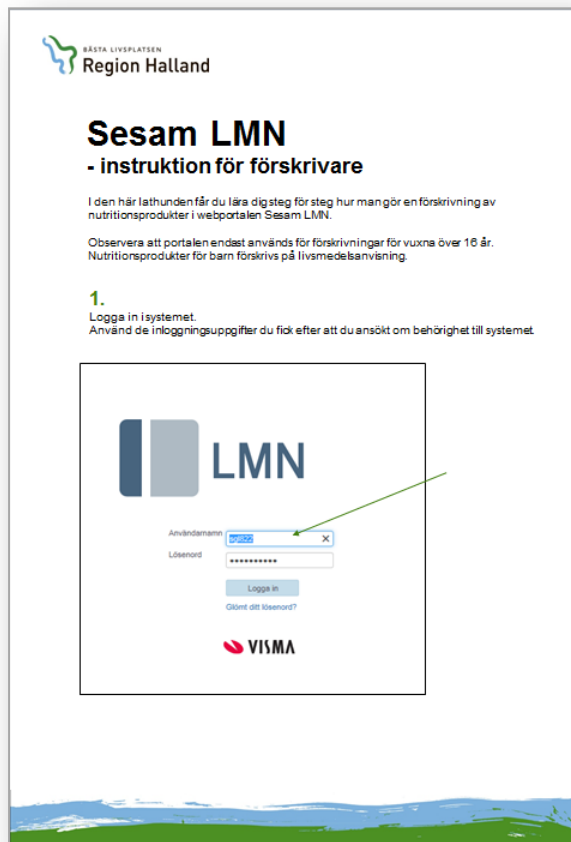 BÄSTA LIVSPLATSEN
Region Halland
Sesam LMN
- instruktion för förskrivare
I den här lathunden får du lära dig steg för steg hur man gör en förskrivning av
nutritionsprodukter i webportalen Sesam LMN.
Observera att portalen endast används för förskrivningar för vuxna över 16 år.
Nutritionsprodukter för barn förskrivs på livsmedelsanvisning.
1.
Logga in i systemet.
Använd de inloggningsuppgifter du fick efter att du ansökt om behörighet till systemet.
LMN
Användarnamn
Lösenord ••••••••••
Logga in
Glömt ditt lösenord?
VISMA